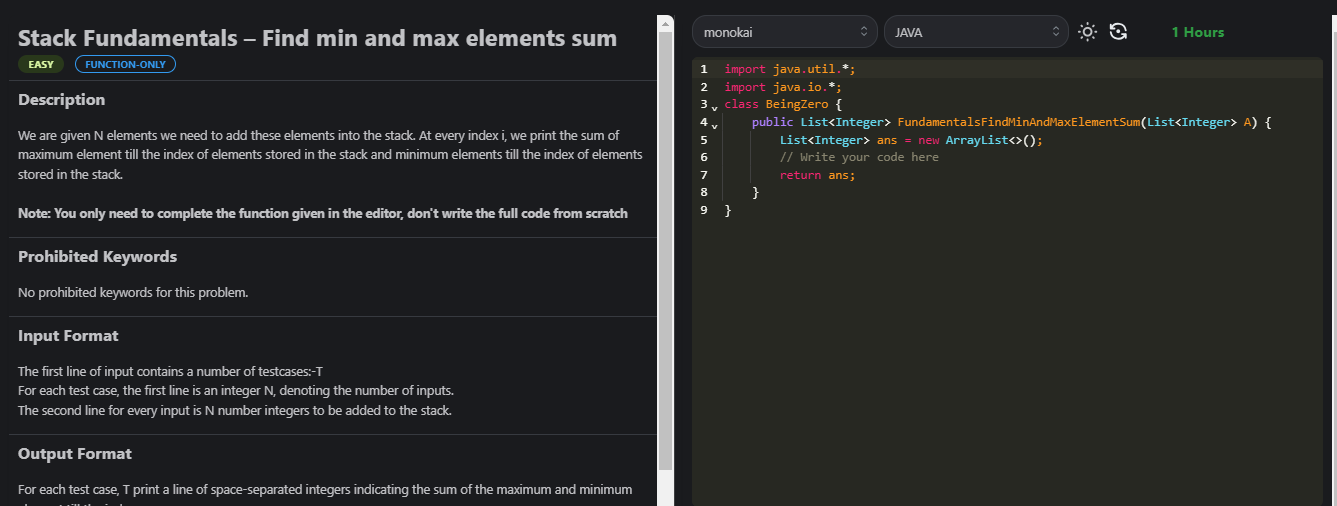 Stack Fundamentals – Find min and max elements sum
EASY FUNCTION-ONLY
Description
We are given N elements we need to add these elements into the stack. At every index i, we print the sum of
maximum element till the index of elements stored in the stack and minimum elements till the index of elements
stored in the stack.
Note: You only need to complete the function given in the editor, don't write the full code from scratch
Prohibited Keywords
No prohibited keywords for this problem.
Input Format
The first line of input contains a number of testcases:-T
For each test case, the first line is an integer N, denoting the number of inputs.
The second line for every input is N number integers to be added to the stack.
Output Format
For each test case, T print a line of space-separated integers indicating the sum of the maximum and minimum
monokai JAVA 1 Hours
1 import java.util.*;
2 import java.io.*;
3 class BeingZero {
4 public List<Integer> FundamentalsFindMinAndMaxElementSum(List<Integer> A) {
5 List<Integer> ans = new ArrayList<>();
6 // Write your code here
7 return ans;
8 }
9 }